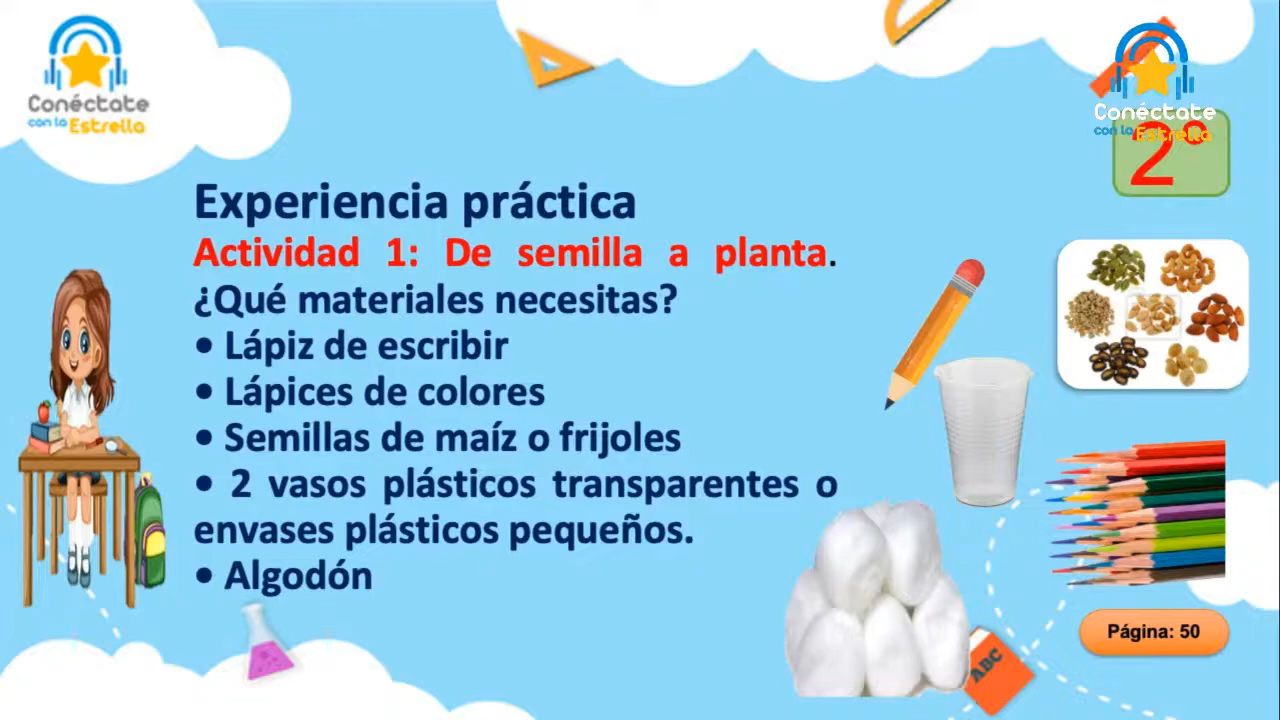 Conéctate
con la Estrella
Conéctate
con la Estrella
2°
Experiencia práctica
Actividad 1: De semilla a planta.
¿Qué materiales necesitas?
• Lápiz de escribir
• Lápices de colores
• Semillas de maíz o frijoles
• 2 vasos plásticos transparentes o
envases plásticos pequeños.
• Algodón
Página: 50
ABC